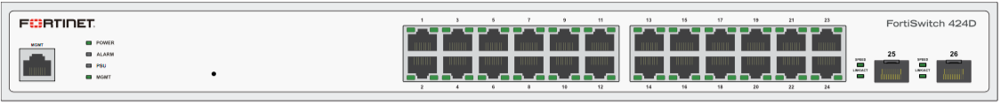 FORTINET
1 3 5 7 9 11 13 15 17 19 21 23
FortiSwitch 424D
MGMT
POWER
ALARM
PSU
MGMT
SPEED
LINK/ACT
25
SPEED
LINK/ACT
26
2 4 6 8 10 12 14 16 18 20 22 24